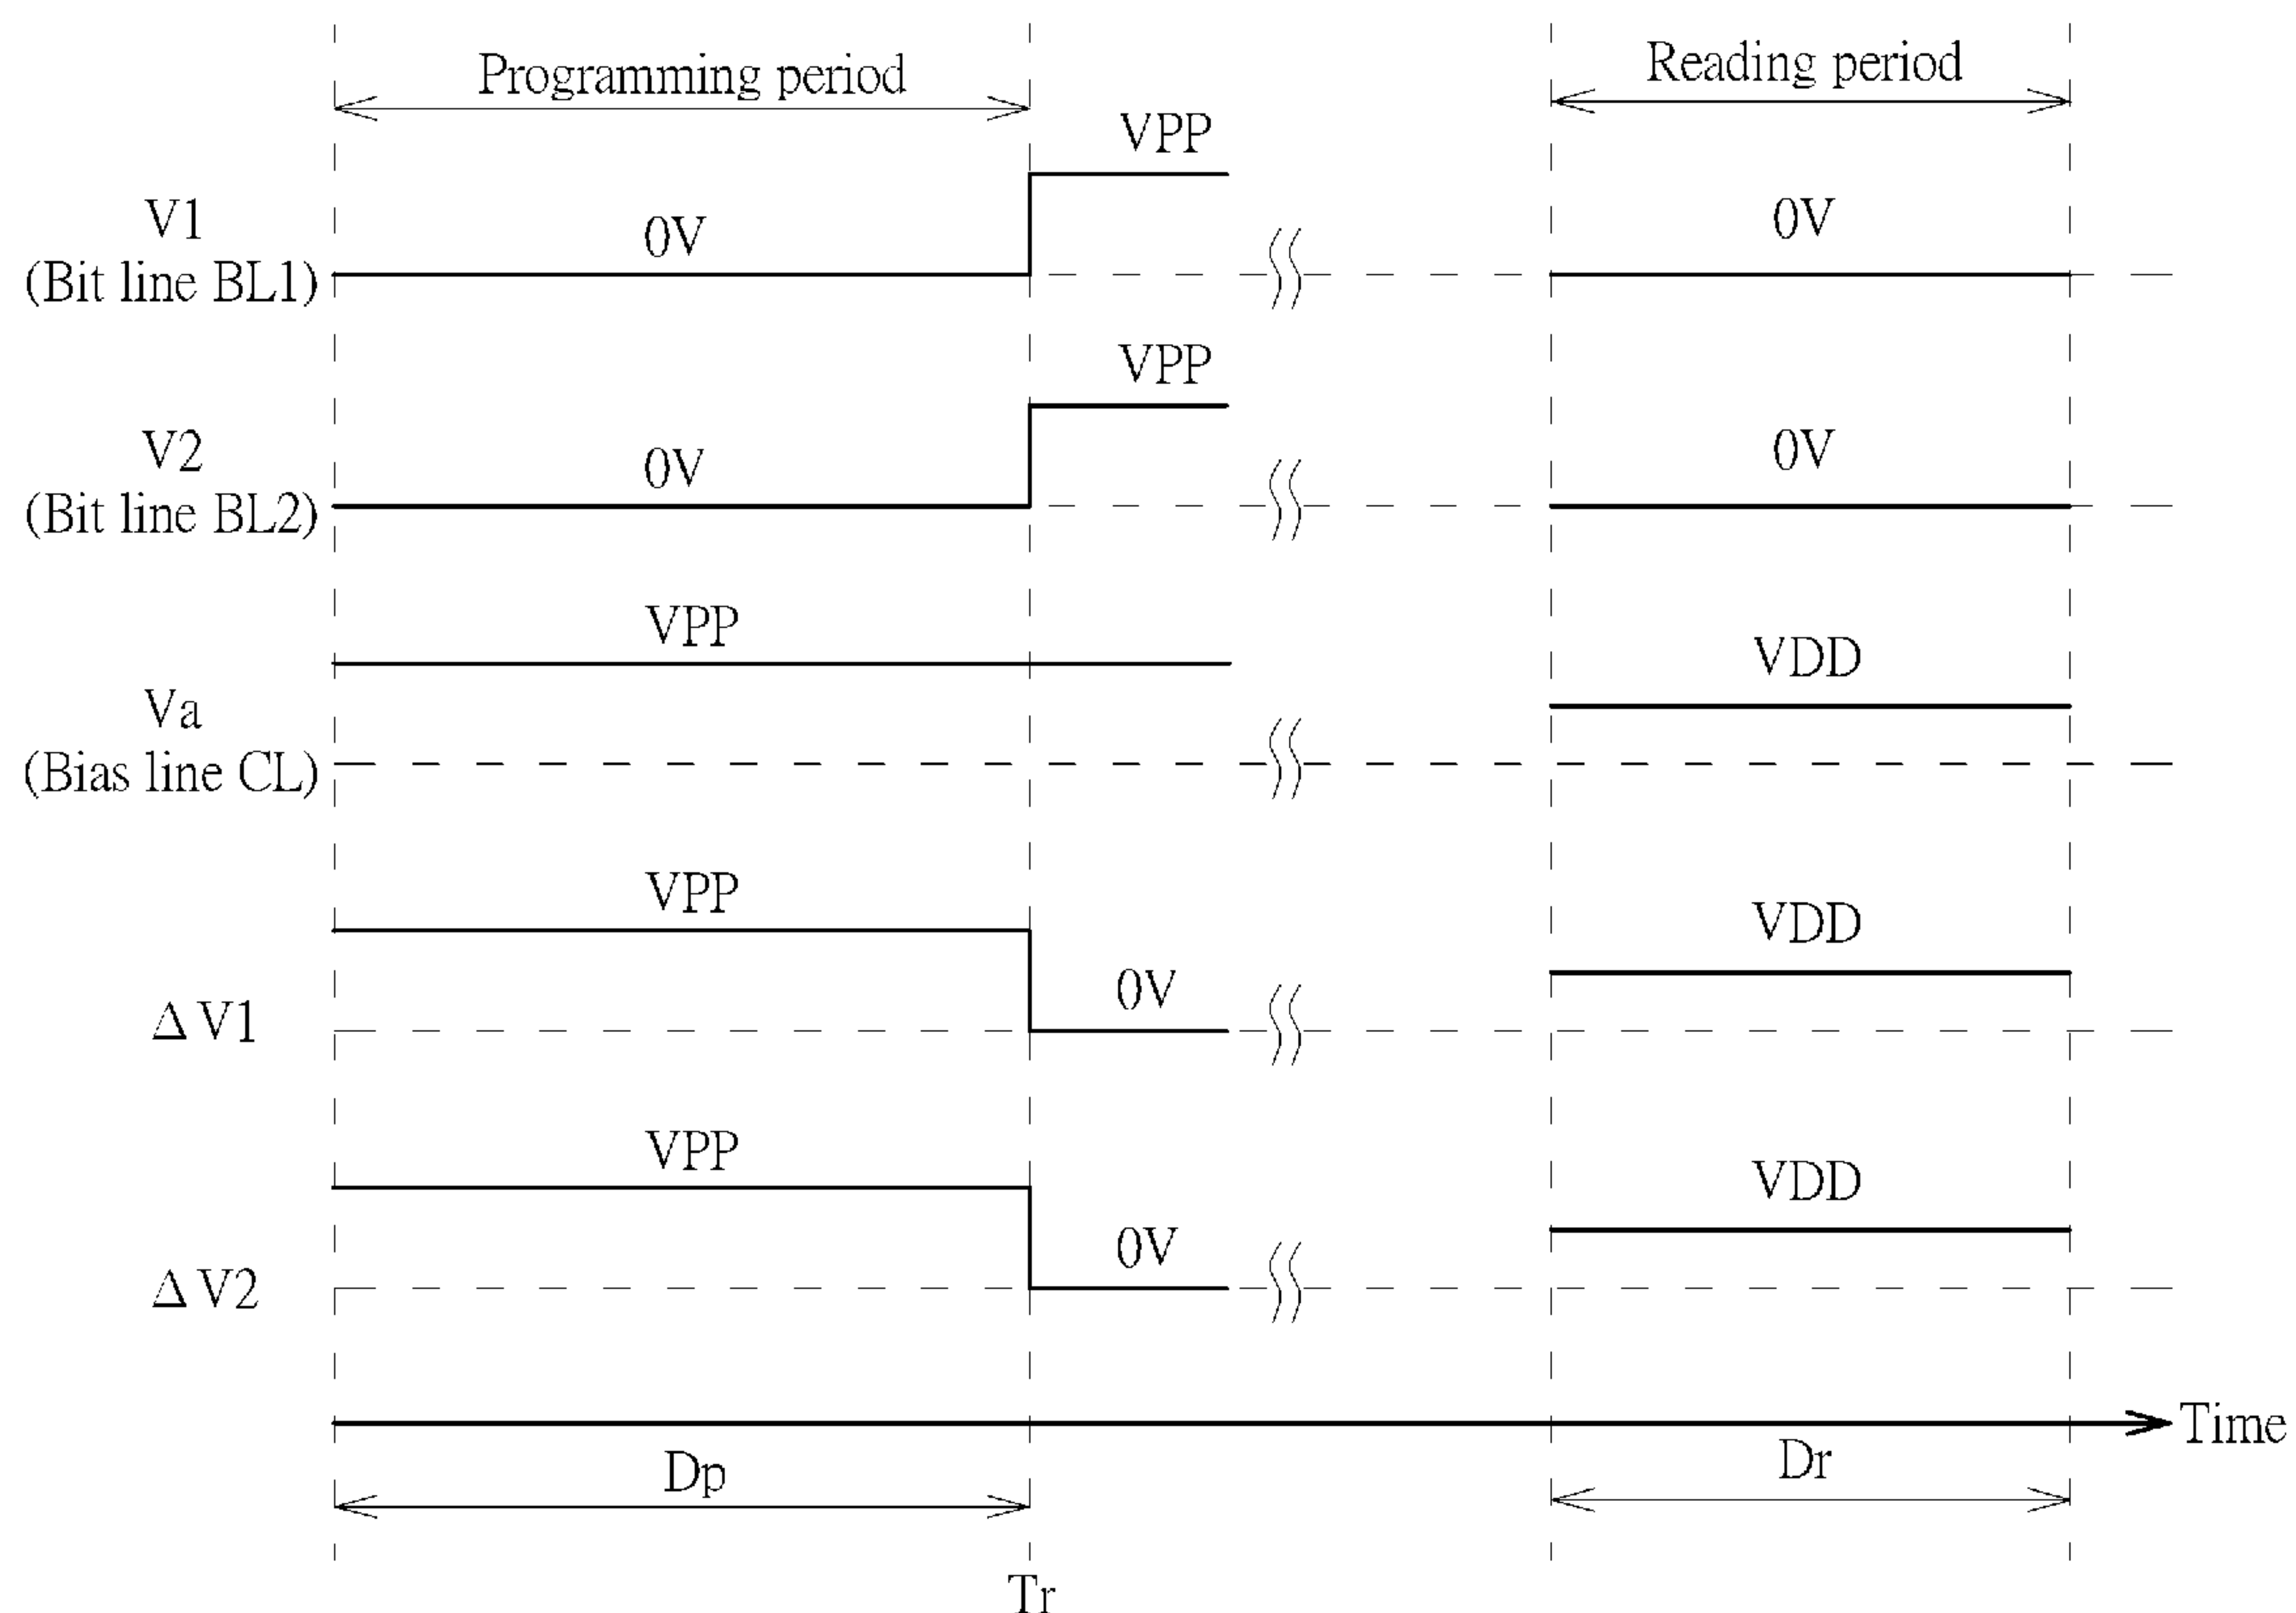 Programming period
Reading period
VPP
V1
(Bit line BL1)
0V
0V
VPP
V2
(Bit line BL2)
0V
0V
VPP
VDD
Va
(Bias line CL)
VPP
VDD
0V
ΔV1
VPP
VDD
0V
ΔV2
Time
Dp
Dr
Tr